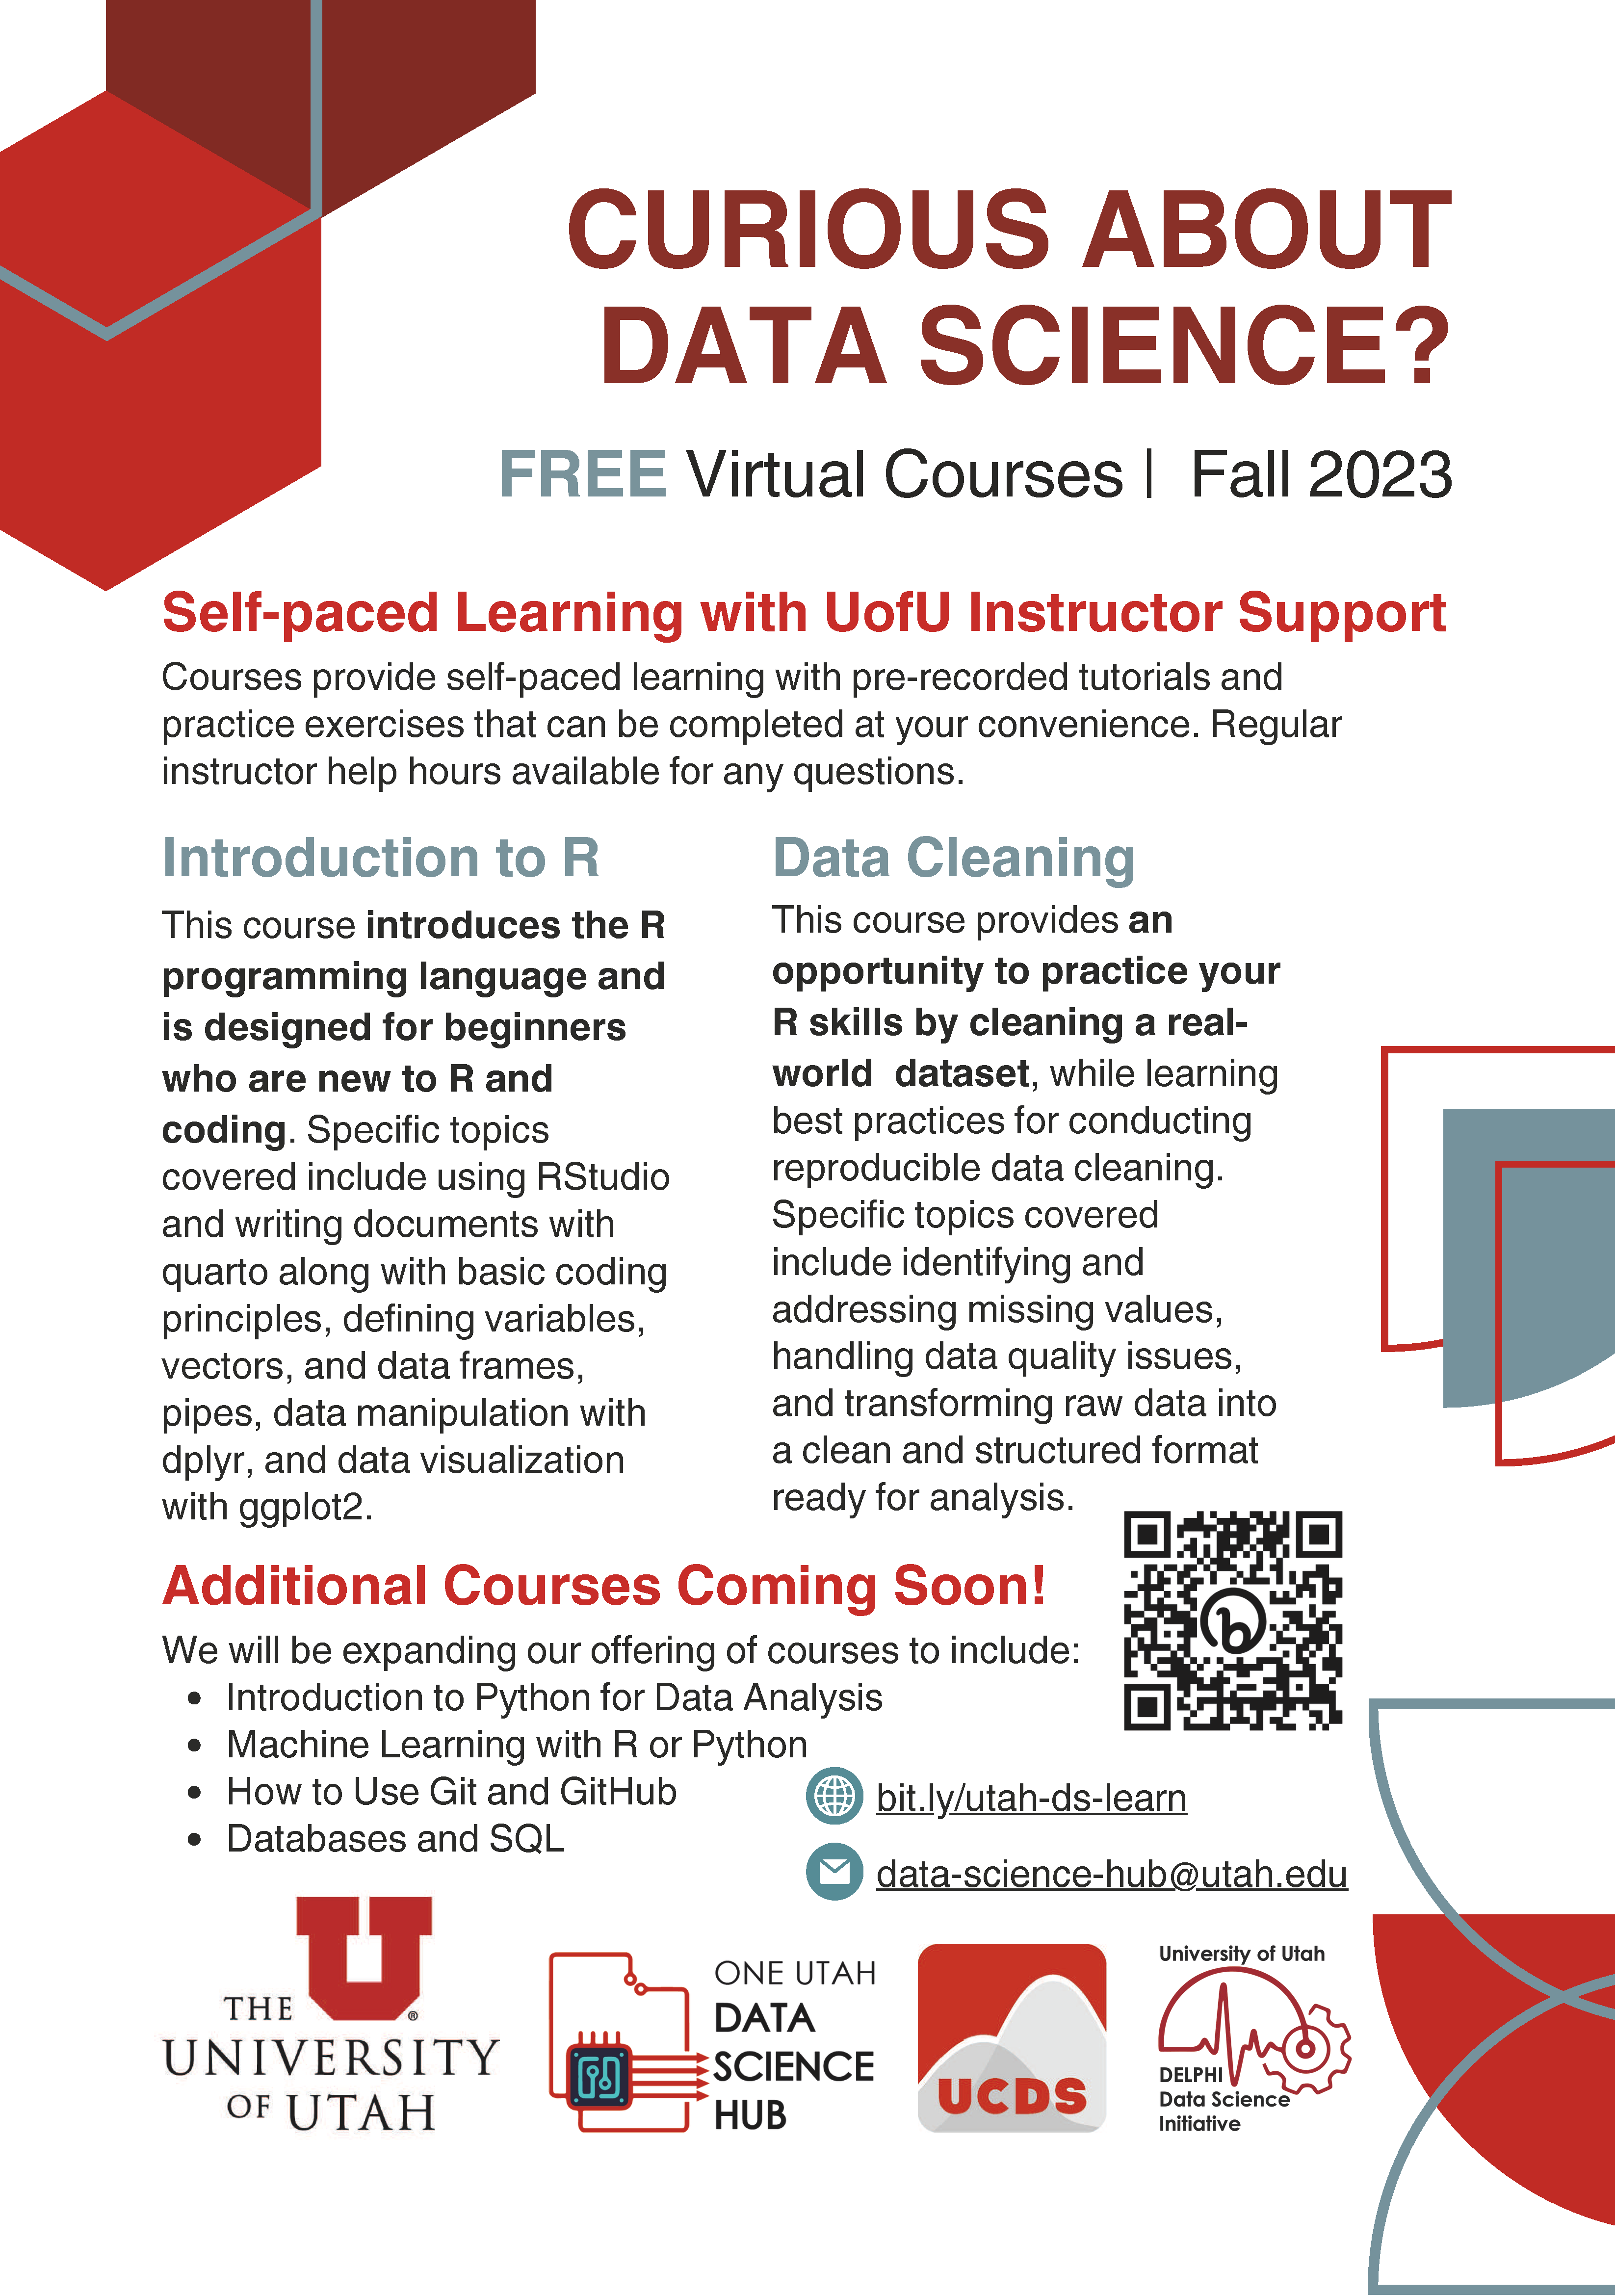 CURIOUS ABOUT
DATA SCIENCE?
FREE Virtual Courses | Fall 2023
Self-paced Learning with UofU Instructor Support
Courses provide self-paced learning with pre-recorded tutorials and
practice exercises that can be completed at your convenience. Regular
instructor help hours available for any questions.
Introduction to R
This course introduces the R
programming language and
is designed for beginners
who are new to R and
coding. Specific topics
covered include using RStudio
and writing documents with
quarto along with basic coding
principles, defining variables,
vectors, and data frames,
pipes, data manipulation with
dplyr, and data visualization
with ggplot2.
Data Cleaning
This course provides an
opportunity to practice your
R skills by cleaning a real-
world dataset, while learning
best practices for conducting
reproducible data cleaning.
Specific topics covered
include identifying and
addressing missing values,
handling data quality issues,
and transforming raw data into
a clean and structured format
ready for analysis.
Additional Courses Coming Soon!
We will be expanding our offering of courses to include:
• Introduction to Python for Data Analysis
• Machine Learning with R or Python
• How to Use Git and GitHub
• Databases and SQL
b
bit.ly/utah-ds-learn
data-science-hub@utah.edu
U®
THE
UNIVERSITY
OF UTAH
ONE UTAH
DATA
SCIENCE
HUB
UCDS
University of Utah
DELPHI
Data Science
Initiative